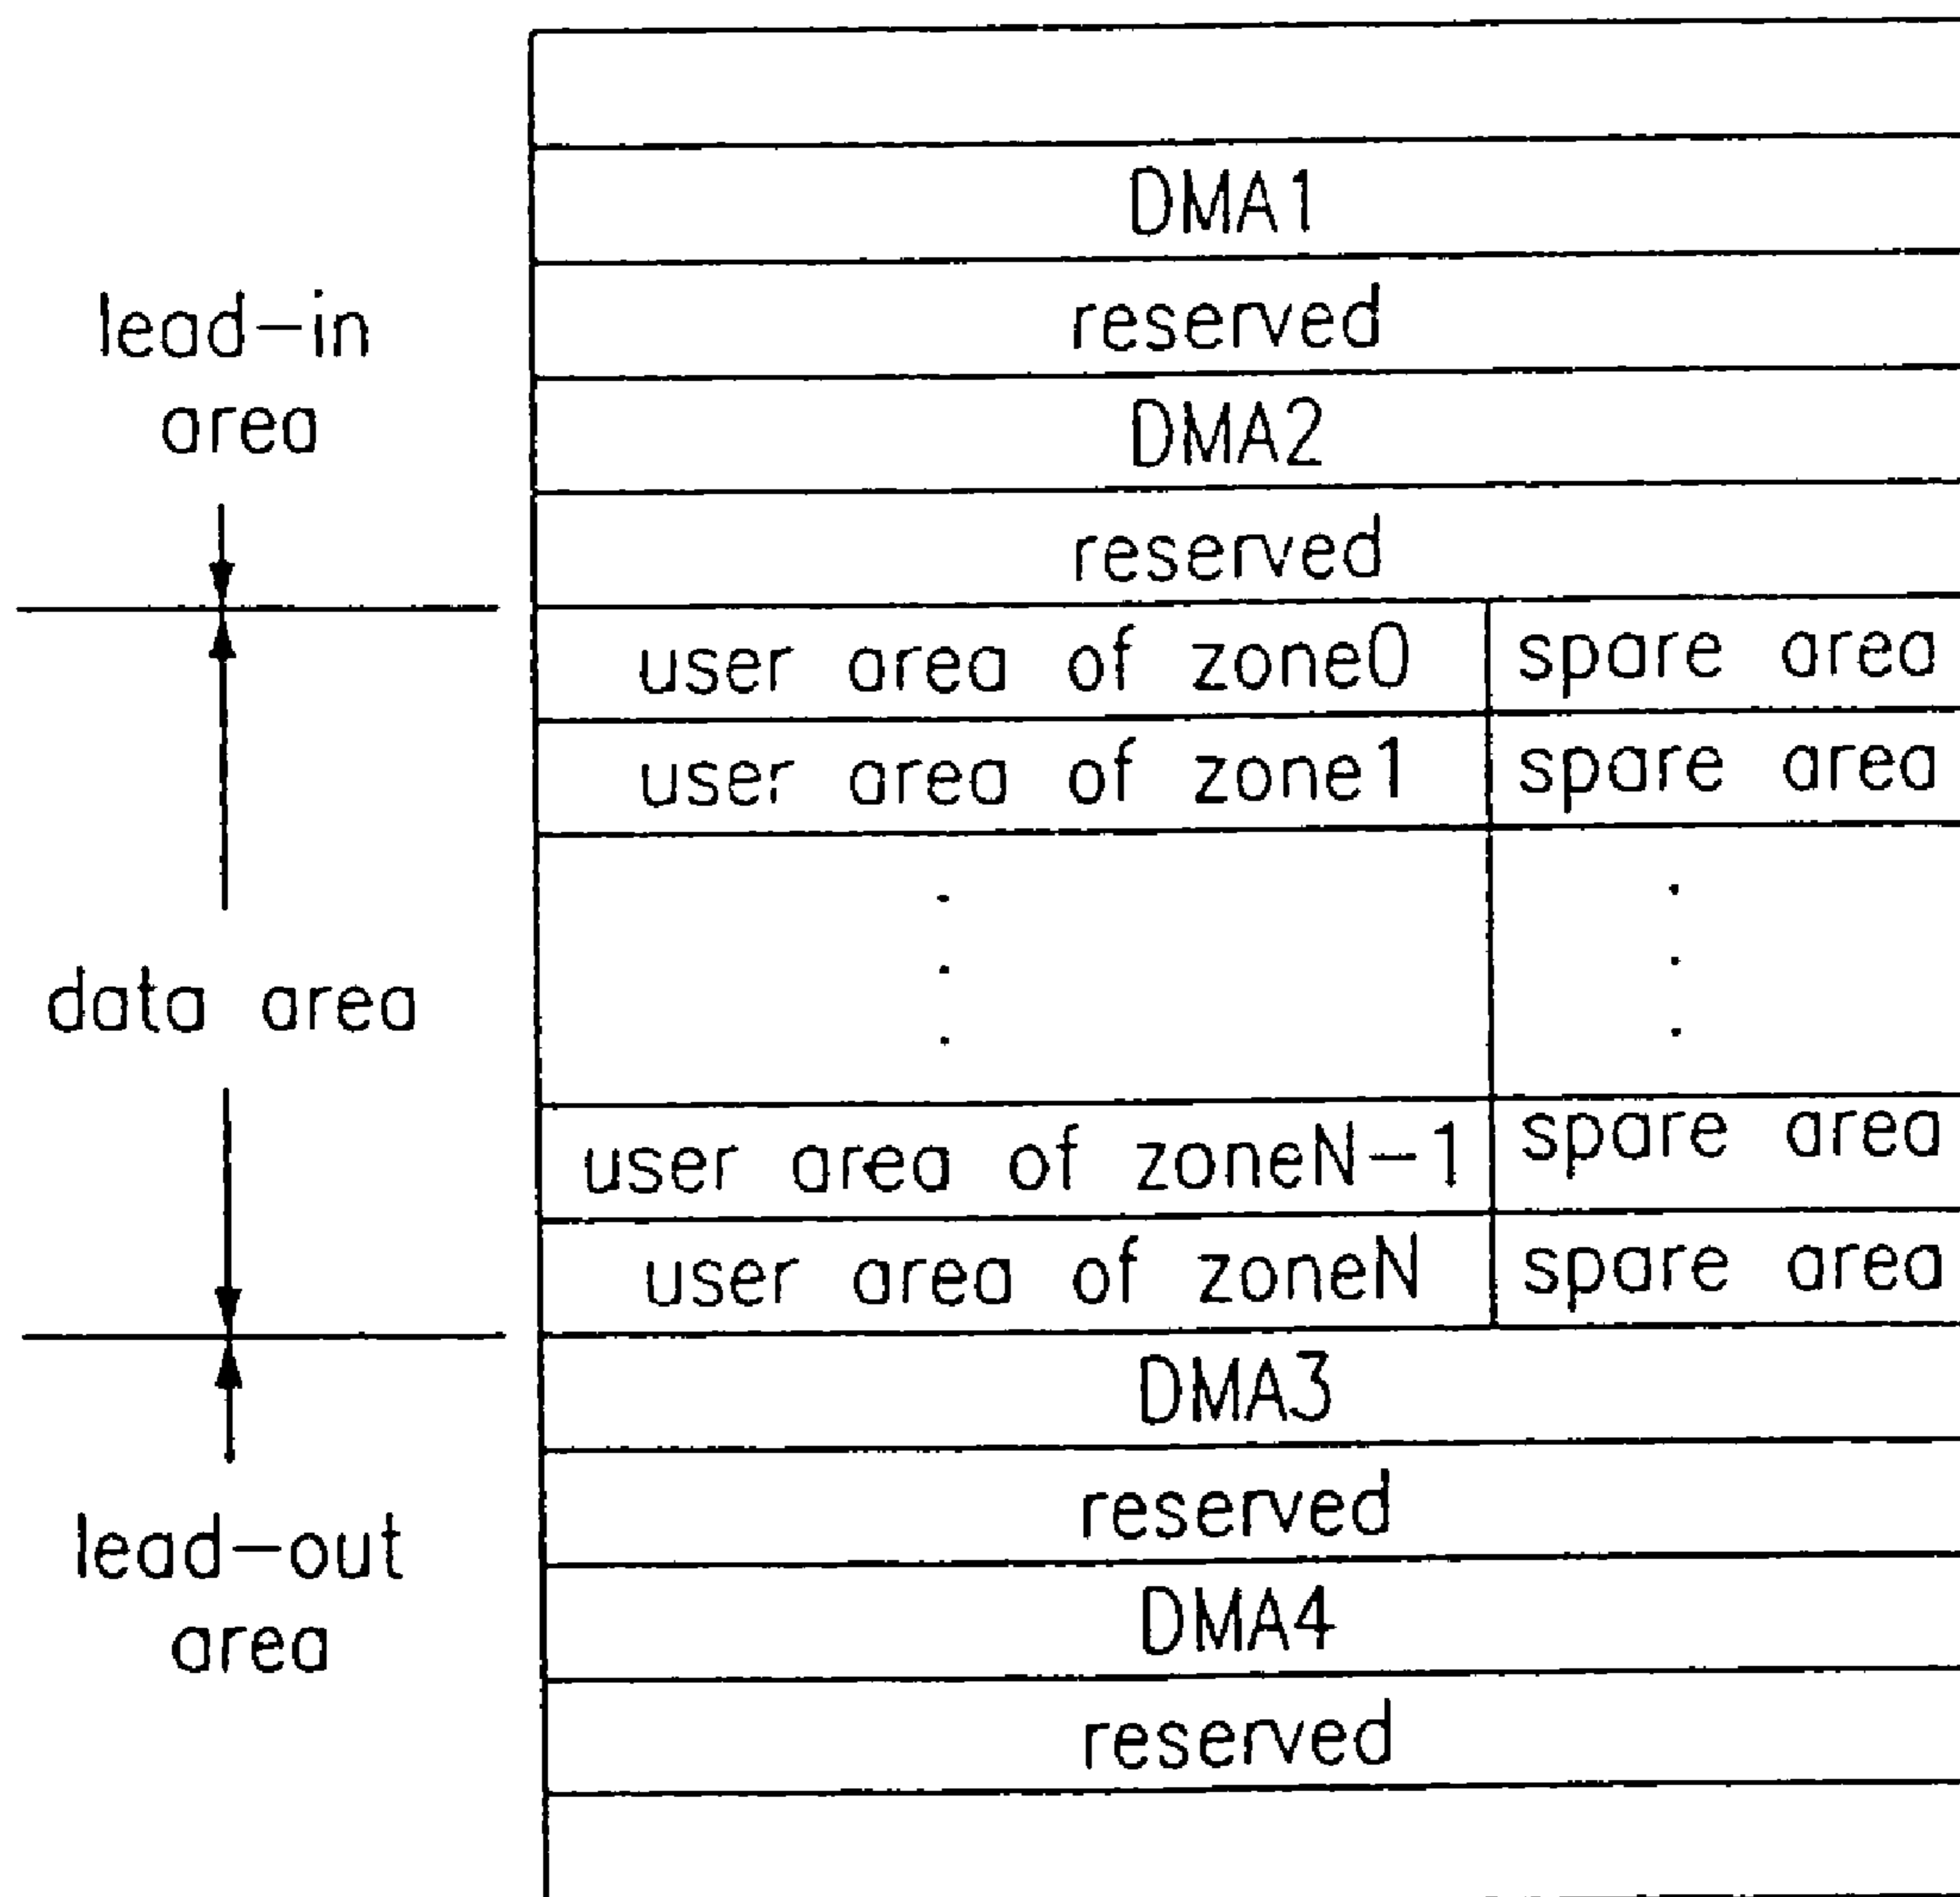 DMA1
reserved
lead-in
area
DMA2
reserved
user area of zone0 spare area
user area of zone1 spare area
data area
user area of zoneN-1 spare area
user area of zoneN spare area
DMA3
reserved
lead-out
area
DMA4
reserved